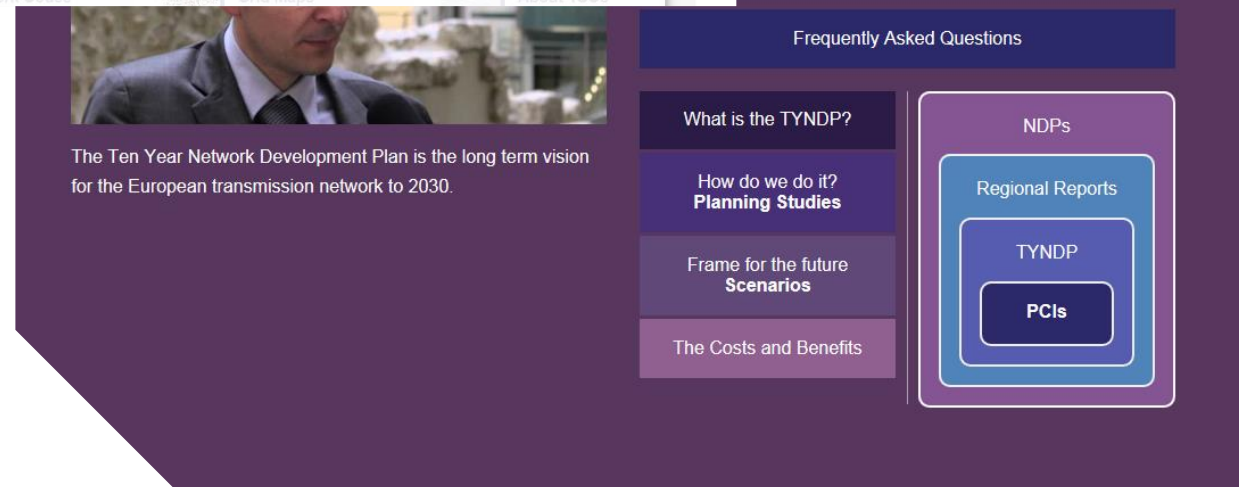 Frequently Asked Questions
The Ten Year Network Development Plan is the long term vision
for the European transmission network to 2030.
What is the TYNDP?
How do we do it?
Planning Studies
Frame for the future
Scenarios
The Costs and Benefits
NDPs
Regional Reports
TYNDP
PCIs